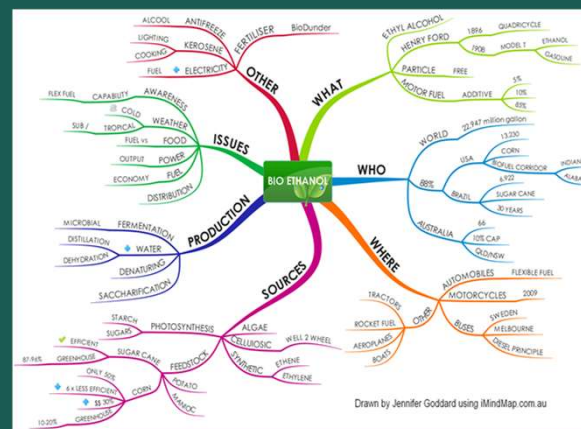 BIO ETHANOL
WHAT
ETHYL ALCOHOL
HENRY FORD
1896
QUADRICYCLE
1908
MODEL T
ETHANOL
GASOLINE
PARTICLE
FREE
MOTOR FUEL
ADDITIVE
5%
10%
85%
WHO
WORLD
22,947 million gallon
88%
USA
13,230
CORN
BIOFUEL CORRIDOR
INDIAN
ALABA
BRAZIL
6,922
SUGAR CANE
30 YEARS
AUSTRALIA
66
10% CAP
QLD/NSW
WHERE
AUTOMOBILES
FLEXIBLE FUEL
MOTORCYCLES
2009
BUSES
SWEDEN
MELBOURNE
DIESEL PRINCIPLE
OTHER
TRACTORS
ROCKET FUEL
AEROPLANES
BOATS
SOURCES
ALGAE
CELLUIOSIC
WELL 2 WHEEL
SYNTHETIC
ETHENE
ETHYLENE
PHOTOSYNTHESIS
STARCH
SUGARS
FEEDSTOCK
SUGAR CANE
EFFICIENT
GREENHOUSE
87-96%
CORN
ONLY 50%
6 x LESS EFFICIENT
$$ 30%
GREENHOUSE
10-20%
POTATO
MANIOC
PRODUCTION
FERMENTATION
MICROBIAL
WATER
DISTILLATION
DEHYDRATION
DENATURING
SACCHARIFICATION
ISSUES
AWARENESS
CAPABILITY
FLEX FUEL
WEATHER
COLD
TROPICAL
SUB /
FOOD
FUEL vs
POWER
OUTPUT
FUEL
ECONOMY
DISTRIBUTION
OTHER
ANTIFREEZE
ALCOOL
KEROSENE
LIGHTING
COOKING
ELECTRICITY
FUEL
FERTILISER
BioDunder
Drawn by Jennifer Goddard using iMindMap.com.au